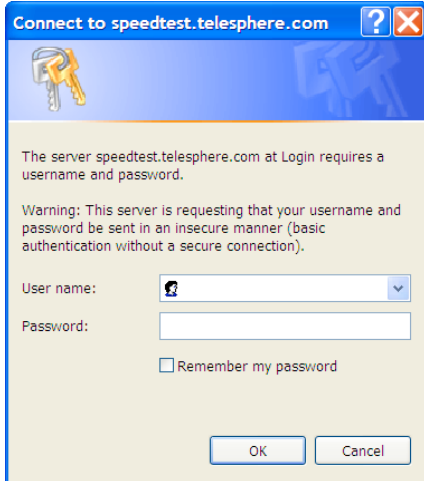 Connect to speedtest.telesphere.com
The server speedtest.telesphere.com at Login requires a
username and password.
Warning: This server is requesting that your username and
password be sent in an insecure manner (basic
authentication without a secure connection).
User name:
Password:
Remember my password
OK Cancel